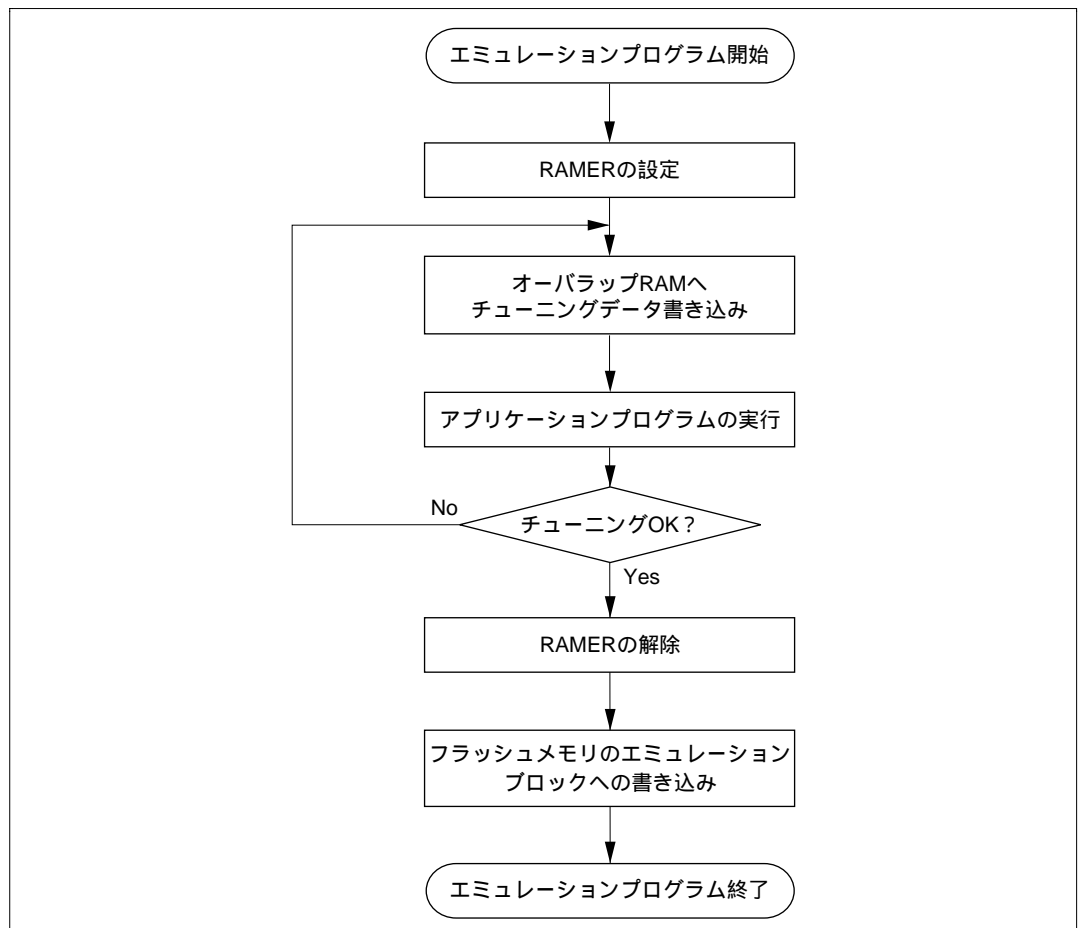 エミュレーションプログラム開始
RAMERの設定
オーバラップRAMへ
チューニングデータ書き込み
アプリケーションプログラムの実行
No
チューニングOK？
Yes
RAMERの解除
フラッシュメモリのエミュレーション
ブロックへの書き込み
エミュレーションプログラム終了